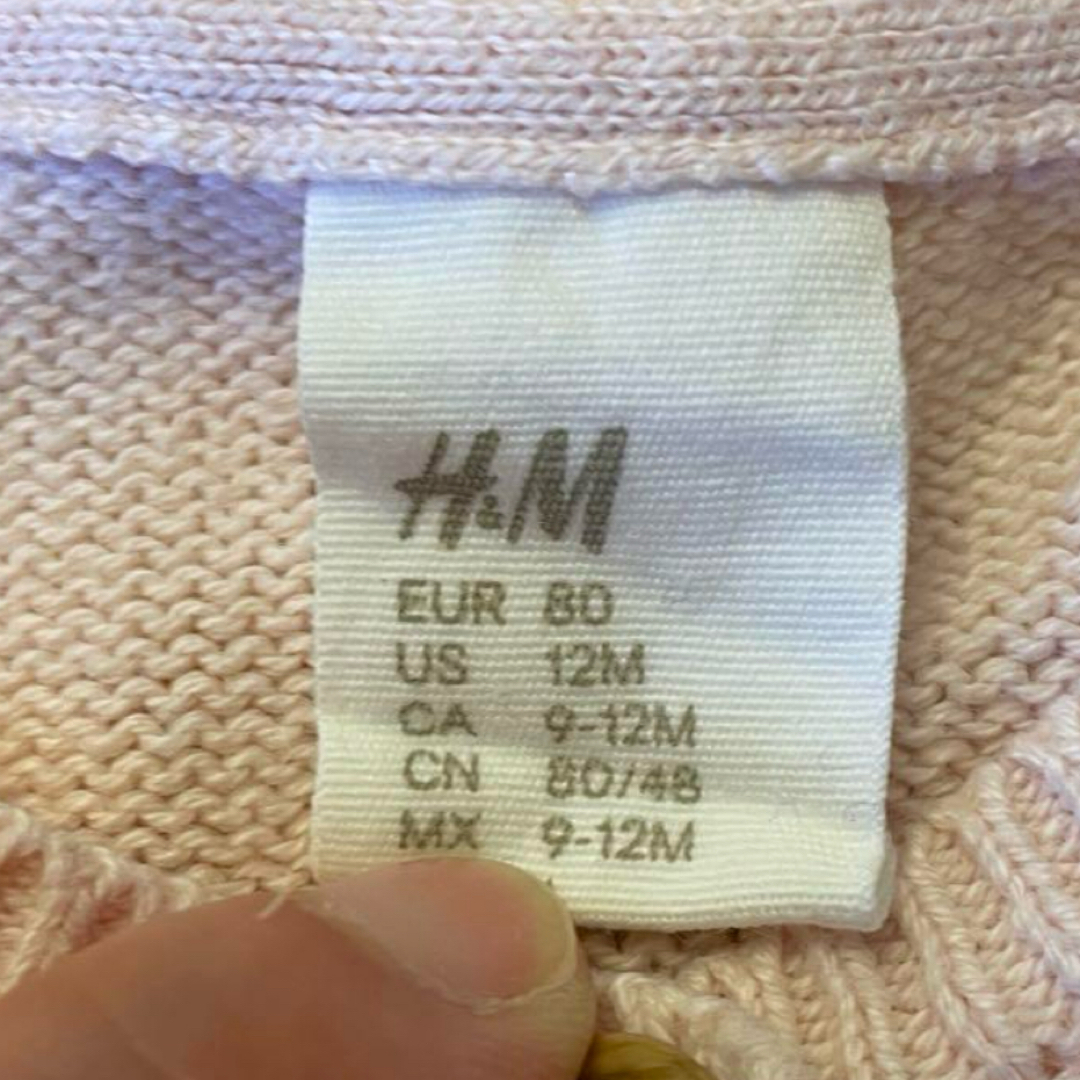 H&M
EUR 80
US 12M
CA 9-12M
CN 80/48
MX 9-12M